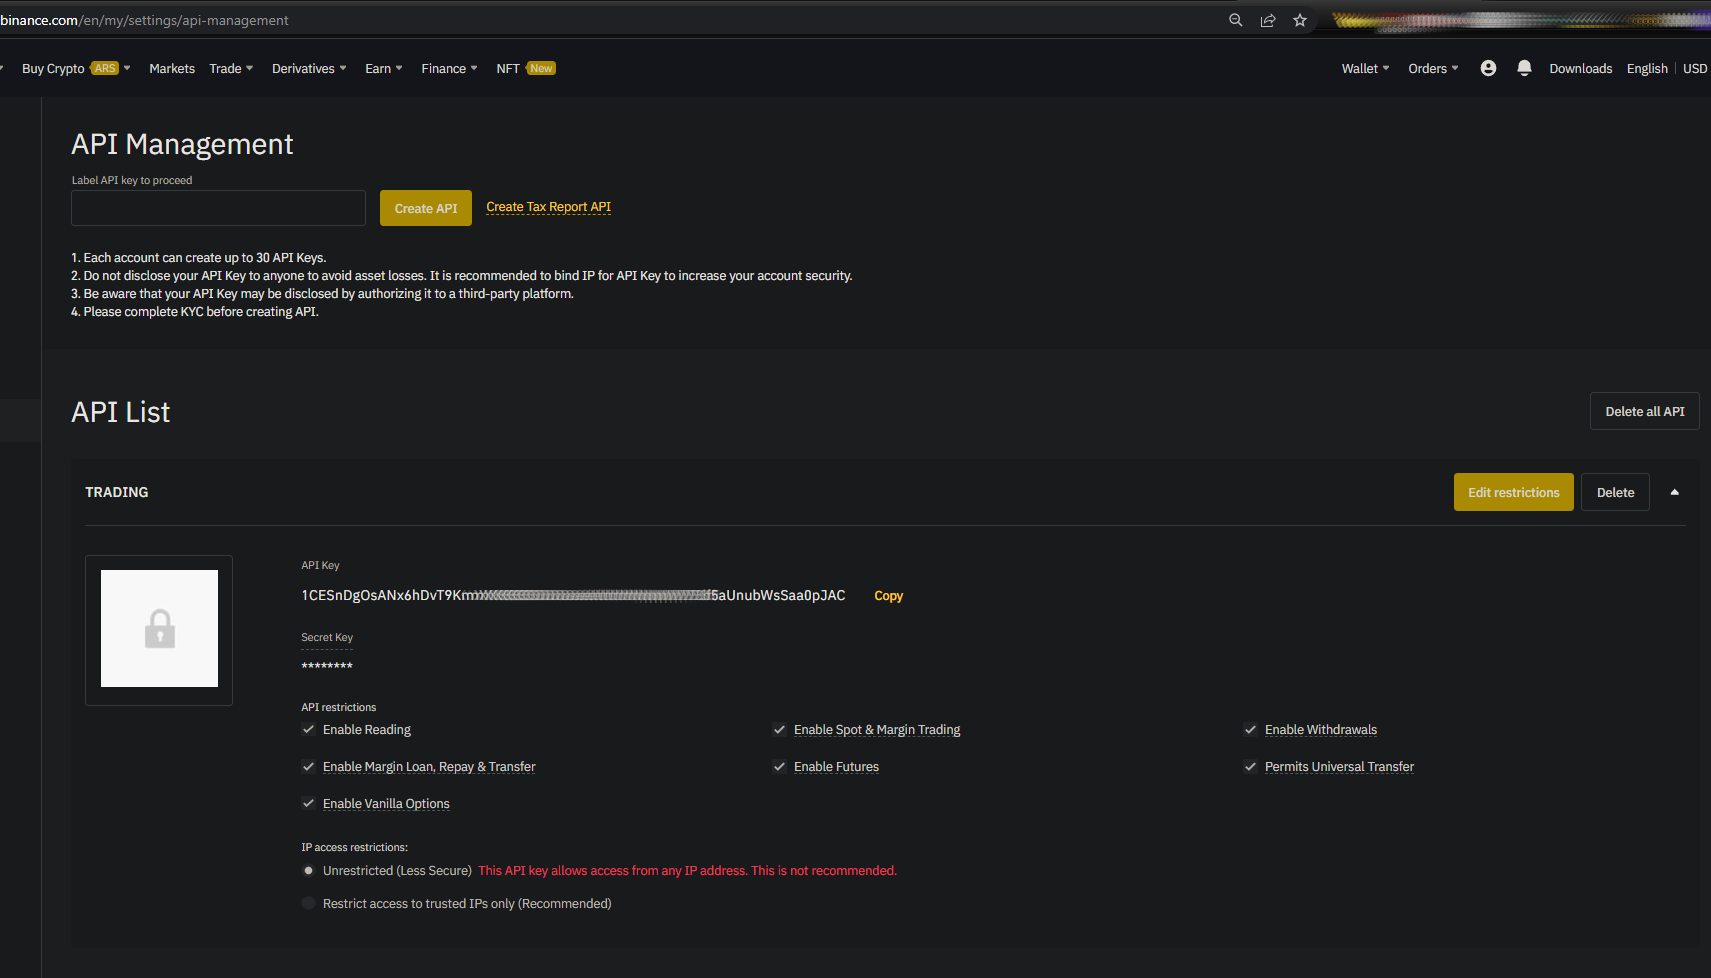 binance.com/en/my/settings/api-management
Buy Crypto ARS Markets Trade Derivatives Earn Finance NFT New Wallet Orders Downloads English USD
API Management
Label API key to proceed
Create API Create Tax Report API
1. Each account can create up to 30 API Keys.
2. Do not disclose your API Key to anyone to avoid asset losses. It is recommended to bind IP for API Key to increase your account security.
3. Be aware that your API Key may be disclosed by authorizing it to a third-party platform.
4. Please complete KYC before creating API.
API List Delete all API
TRADING Edit restrictions Delete
API Key
Copy
Secret Key
********
API restrictions
Enable Reading Enable Spot & Margin Trading Enable Withdrawals
Enable Margin Loan, Repay & Transfer Enable Futures Permits Universal Transfer
Enable Vanilla Options
IP access restrictions:
Unrestricted (Less Secure) This API key allows access from any IP address. This is not recommended.
Restrict access to trusted IPs only (Recommended)